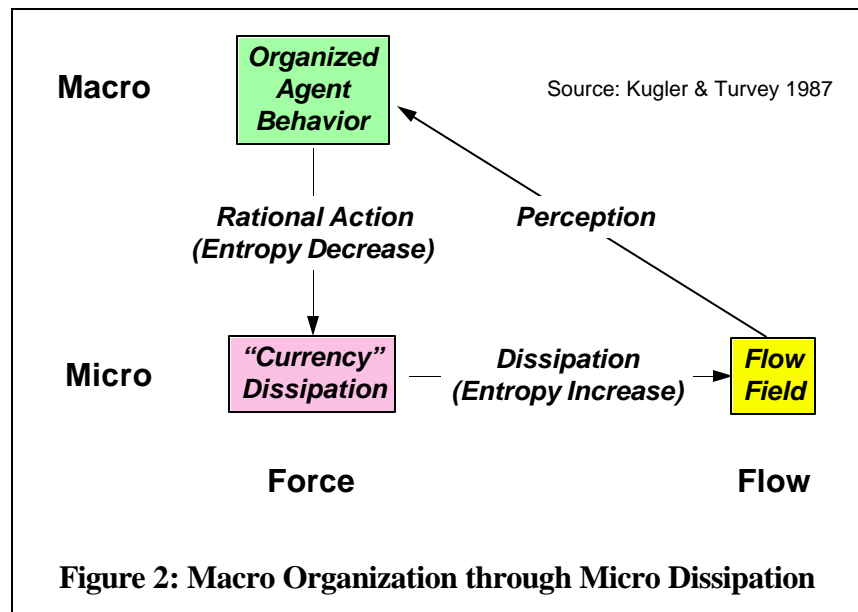 Organized
Agent
Behavior
Macro
Source: Kugler & Turvey 1987
Rational Action
(Entropy Decrease)
Perception
Micro
“Currency”
Dissipation
Dissipation
(Entropy Increase)
Flow
Field
Force
Flow
Figure 2: Macro Organization through Micro Dissipation